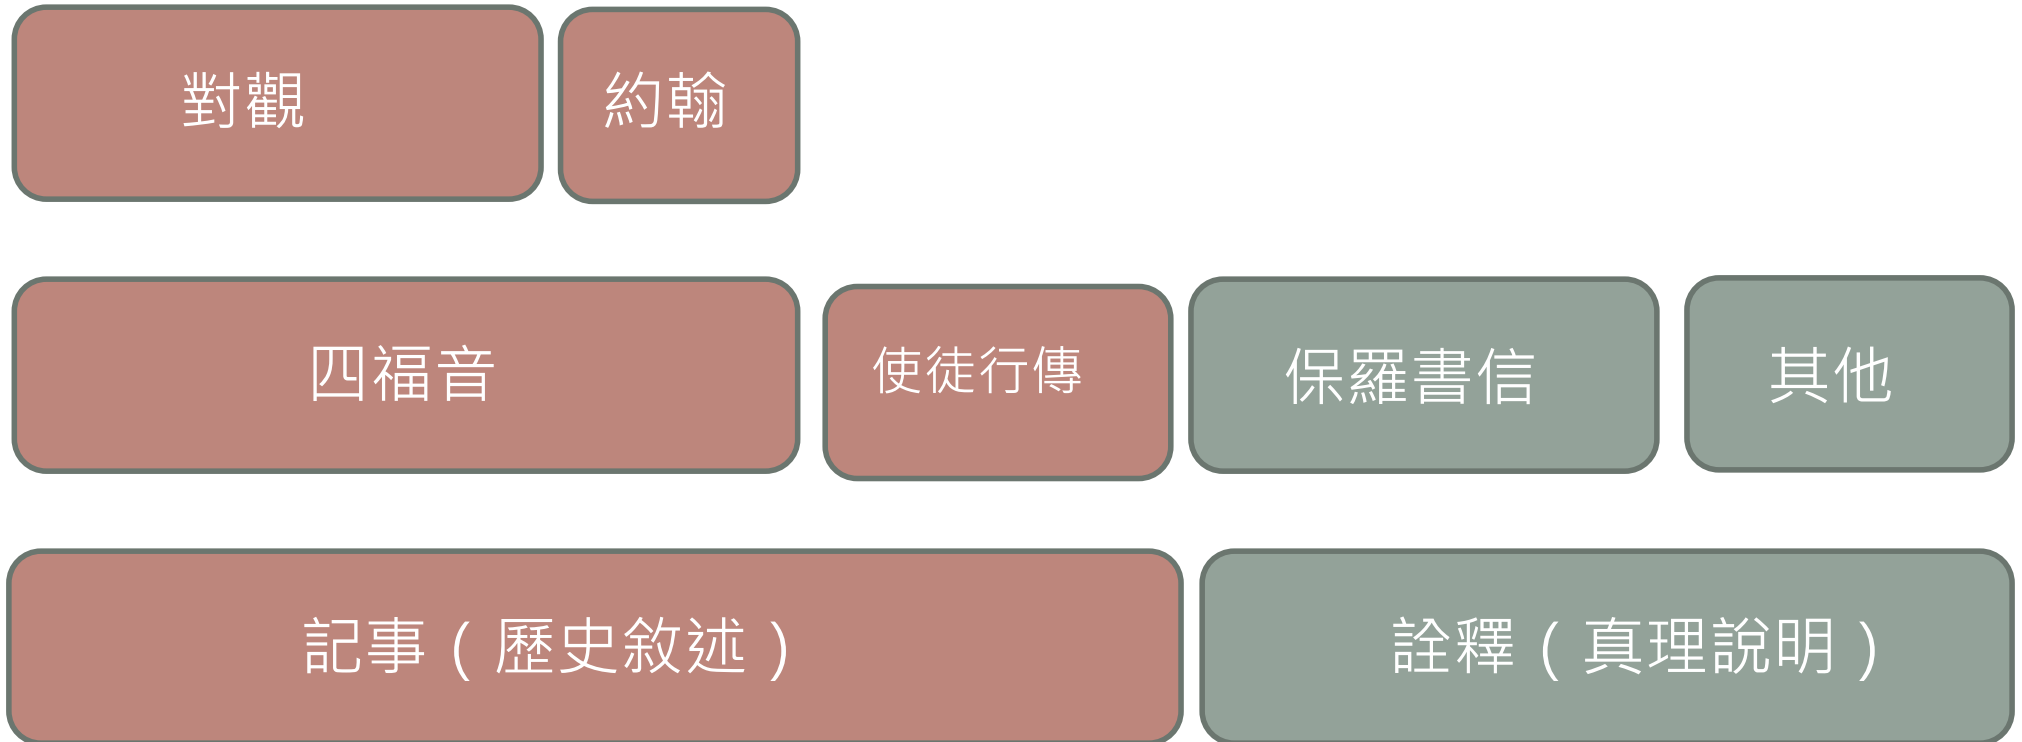 對觀 約翰
四福音 使徒行傳 保羅書信 其他
記事（歷史敘述） 詮釋（真理說明）